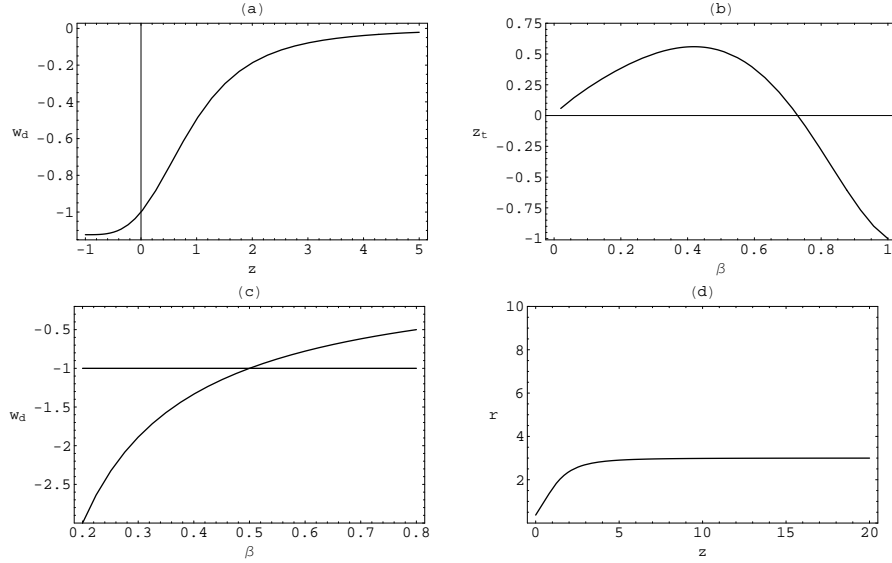 (a)
0
-0.2
-0.4
w_d
-0.6
-0.8
-1
-1 0 1 2 3 4 5
z
(b)
0.75
0.5
0.25
0
z_t
-0.25
-0.5
-0.75
-1
0 0.2 0.4 0.6 0.8 1
β
(c)
-0.5
-1
-1.5
w_d
-2
-2.5
0.2 0.3 0.4 0.5 0.6 0.7 0.8
β
(d)
10
8
6
r
4
2
0 5 10 15 20
z